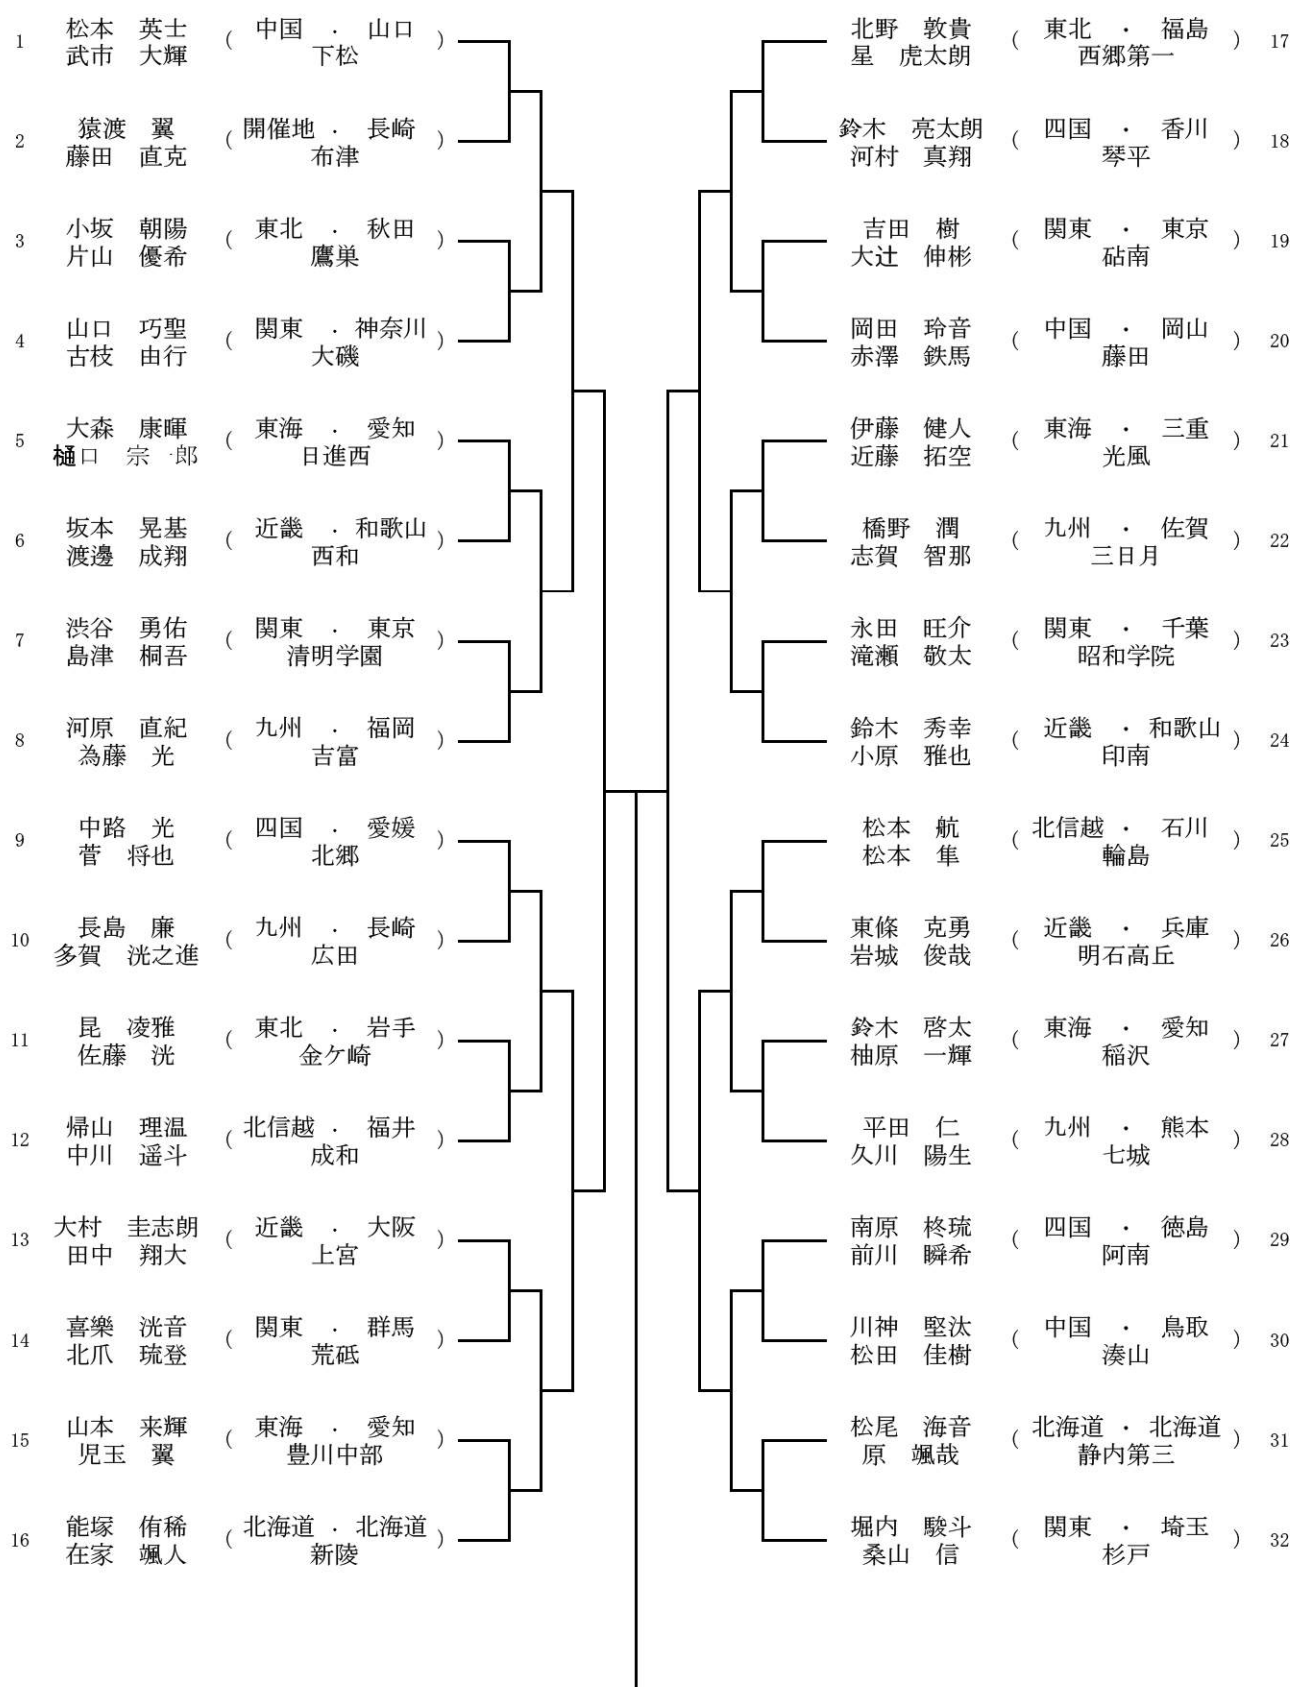 1 松本 英士 ( 中国 ・ 山口 )
武市 大輝 下松
2 猿渡 翼 ( 開催地 ・ 長崎 )
藤田 直克 布津
3 小坂 朝陽 ( 東北 ・ 秋田 )
片山 優希 鷹巣
4 山口 巧聖 ( 関東 ・ 神奈川 )
古枝 由行 大磯
5 大森 康暉 ( 東海 ・ 愛知 )
樋口 宗一郎 日進西
6 坂本 晃基 ( 近畿 ・ 和歌山 )
渡邊 成翔 西和
7 渋谷 勇佑 ( 関東 ・ 東京 )
島津 桐吾 清明学園
8 河原 直紀 ( 九州 ・ 福岡 )
為藤 光 吉富
9 中路 光 ( 四国 ・ 愛媛 )
菅 将也 北郷
10 長島 廉 ( 九州 ・ 長崎 )
多賀 洸之進 広田
11 昆 凌雅 ( 東北 ・ 岩手 )
佐藤 洸 金ケ崎
12 帰山 理温 ( 北信越 ・ 福井 )
中川 遥斗 成和
13 大村 圭志朗 ( 近畿 ・ 大阪 )
田中 翔大 上宮
14 喜樂 洸音 ( 関東 ・ 群馬 )
北爪 琉登 荒砥
15 山本 来輝 ( 東海 ・ 愛知 )
児玉 翼 豊川中部
16 能塚 侑稀 ( 北海道 ・ 北海道 )
在家 颯人 新陵
北野 敦貴 ( 東北 ・ 福島 ) 17
星 虎太朗 西郷第一
鈴木 亮太朗 ( 四国 ・ 香川 ) 18
河村 真翔 琴平
吉田 樹 ( 関東 ・ 東京 ) 19
大辻 伸彬 砧南
岡田 玲音 ( 中国 ・ 岡山 ) 20
赤澤 鉄馬 藤田
伊藤 健人 ( 東海 ・ 三重 ) 21
近藤 拓空 光風
橋野 潤 ( 九州 ・ 佐賀 ) 22
志賀 智那 三日月
永田 旺介 ( 関東 ・ 千葉 ) 23
滝瀬 敬太 昭和学院
鈴木 秀幸 ( 近畿 ・ 和歌山 ) 24
小原 雅也 印南
松本 航 ( 北信越 ・ 石川 ) 25
松本 隼 輪島
東條 克勇 ( 近畿 ・ 兵庫 ) 26
岩城 俊哉 明石高丘
鈴木 啓太 ( 東海 ・ 愛知 ) 27
柚原 一輝 稲沢
平田 仁 ( 九州 ・ 熊本 ) 28
久川 陽生 七城
南原 柊琉 ( 四国 ・ 徳島 ) 29
前川 瞬希 阿南
川神 堅汰 ( 中国 ・ 鳥取 ) 30
松田 佳樹 湊山
松尾 海音 ( 北海道 ・ 北海道 ) 31
原 颯哉 静内第三
堀内 駿斗 ( 関東 ・ 埼玉 ) 32
桑山 信 杉戸